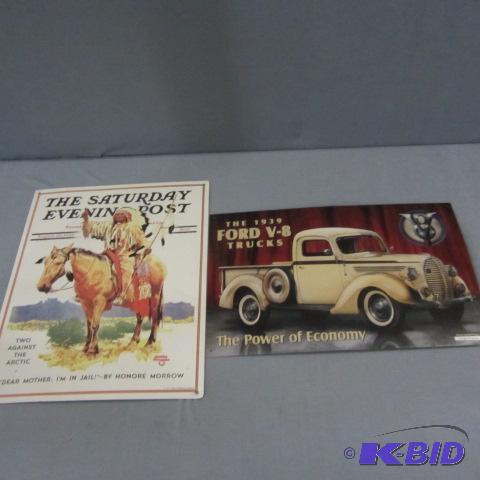 THE SATURDAY
EVENING POST
TWO
AGAINST
THE
ARCTIC
"DEAR MOTHER: I'M IN JAIL!"–BY HONORE MORROW
THE 1939
FORD V-8
TRUCKS
V8
The Power of Economy
© K-BID